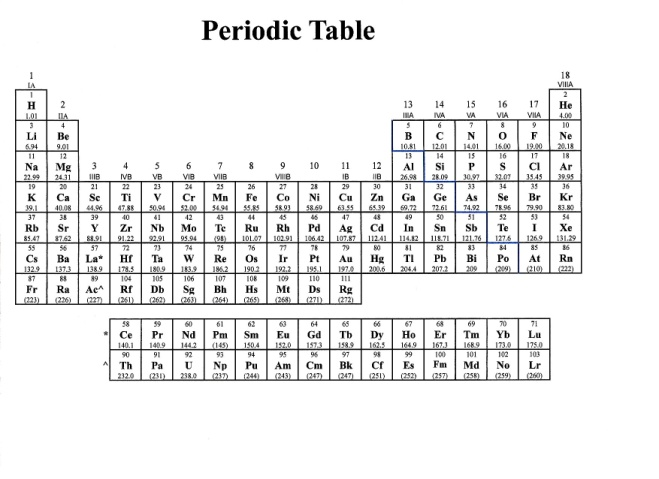 Periodic Table
1 18
IA VIIIA
1 2
H 2 13 14 15 16 17 He
1.01 IIA IIIA IVA VA VIA VIIA 4.00
3 4 5 6 7 8 9 10
Li Be B C N O F Ne
6.94 9.01 10.81 12.01 14.01 16.00 19.00 20.18
11 12 13 14 15 16 17 18
Na Mg 3 4 5 6 7 8 9 10 11 12 Al Si P S Cl Ar
22.99 24.31 IIIB IVB VB VIB VIIB VIIIB IB IIB 26.98 28.09 30.97 32.07 35.45 39.95
19 20 21 22 23 24 25 26 27 28 29 30 31 32 33 34 35 36
K Ca Sc Ti V Cr Mn Fe Co Ni Cu Zn Ga Ge As Se Br Kr
39.1 40.08 44.96 47.88 50.94 52.00 54.94 55.85 58.93 58.69 63.55 65.39 69.72 72.61 74.92 78.96 79.90 83.80
37 38 39 40 41 42 43 44 45 46 47 48 49 50 51 52 53 54
Rb Sr Y Zr Nb Mo Tc Ru Rh Pd Ag Cd In Sn Sb Te I Xe
85.47 87.62 88.91 91.22 92.91 95.94 (98) 101.07 102.91 106.42 107.87 112.41 114.82 118.71 121.76 127.6 126.9 131.29
55 56 57 72 73 74 75 76 77 78 79 80 81 82 83 84 85 86
Cs Ba La* Hf Ta W Re Os Ir Pt Au Hg Tl Pb Bi Po At Rn
132.9 137.3 138.9 178.5 180.9 183.9 186.2 190.2 192.2 195.1 197.0 200.6 204.4 207.2 209 (209) (210) (222)
87 88 89 104 105 106 107 108 109 110 111
Fr Ra Ac^ Rf Db Sg Bh Hs Mt Ds Rg
(223) (226) (227) (261) (262) (263) (264) (265) (268) (271) (272)
58 59 60 61 62 63 64 65 66 67 68 69 70 71
* Ce Pr Nd Pm Sm Eu Gd Tb Dy Ho Er Tm Yb Lu
140.1 140.9 144.2 (145) 150.4 152.0 157.3 158.9 162.5 164.9 167.3 168.9 173.0 175.0
90 91 92 93 94 95 96 97 98 99 100 101 102 103
^ Th Pa U Np Pu Am Cm Bk Cf Es Fm Md No Lr
232.0 (231) 238.0 (237) (244) (243) (247) (247) (251) (252) (257) (258) (259) (260)